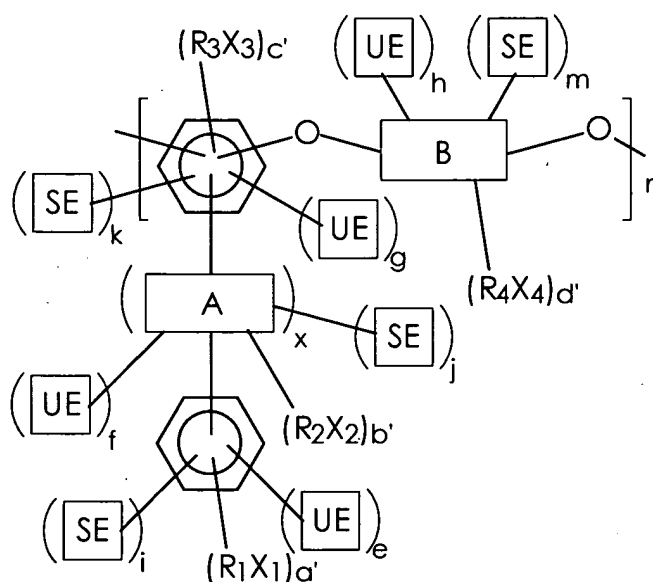 (R3X3)c' (UE)h (SE)m
O B O
n
(SE)k (UE)g
(R4X4)d'
(A)x (SE)j
(UE)f
(R2X2)b'
(SE)i (UE)e
(R1X1)a'